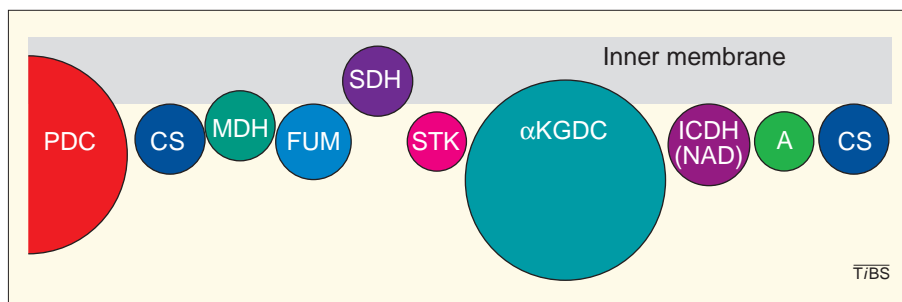 Inner membrane
PDC
CS
MDH
FUM
SDH
STK
αKGDC
ICDH
(NAD)
A
CS
TiBS